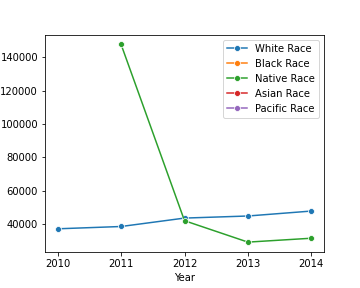 140000
120000
100000
80000
60000
40000
2010 2011 2012 2013 2014
Year
White Race
Black Race
Native Race
Asian Race
Pacific Race